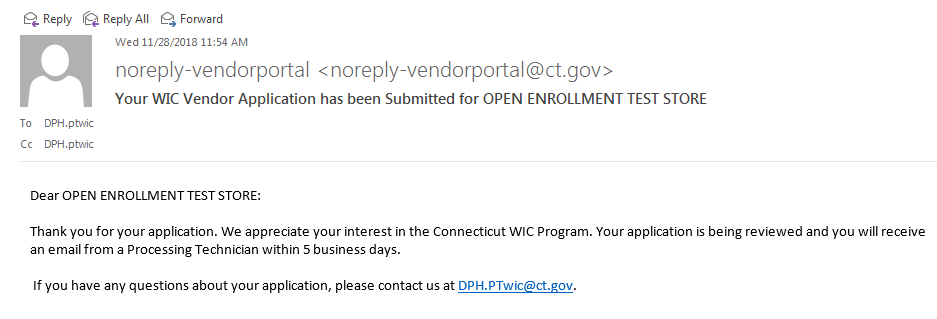 Reply Reply All Forward
Wed 11/28/2018 11:54 AM
noreply-vendorportal <noreply-vendorportal@ct.gov>
Your WIC Vendor Application has been Submitted for OPEN ENROLLMENT TEST STORE
To DPH.ptwic
Cc DPH.ptwic
Dear OPEN ENROLLMENT TEST STORE:
Thank you for your application. We appreciate your interest in the Connecticut WIC Program. Your application is being reviewed and you will receive
an email from a Processing Technician within 5 business days.
If you have any questions about your application, please contact us at DPH.PTwic@ct.gov.